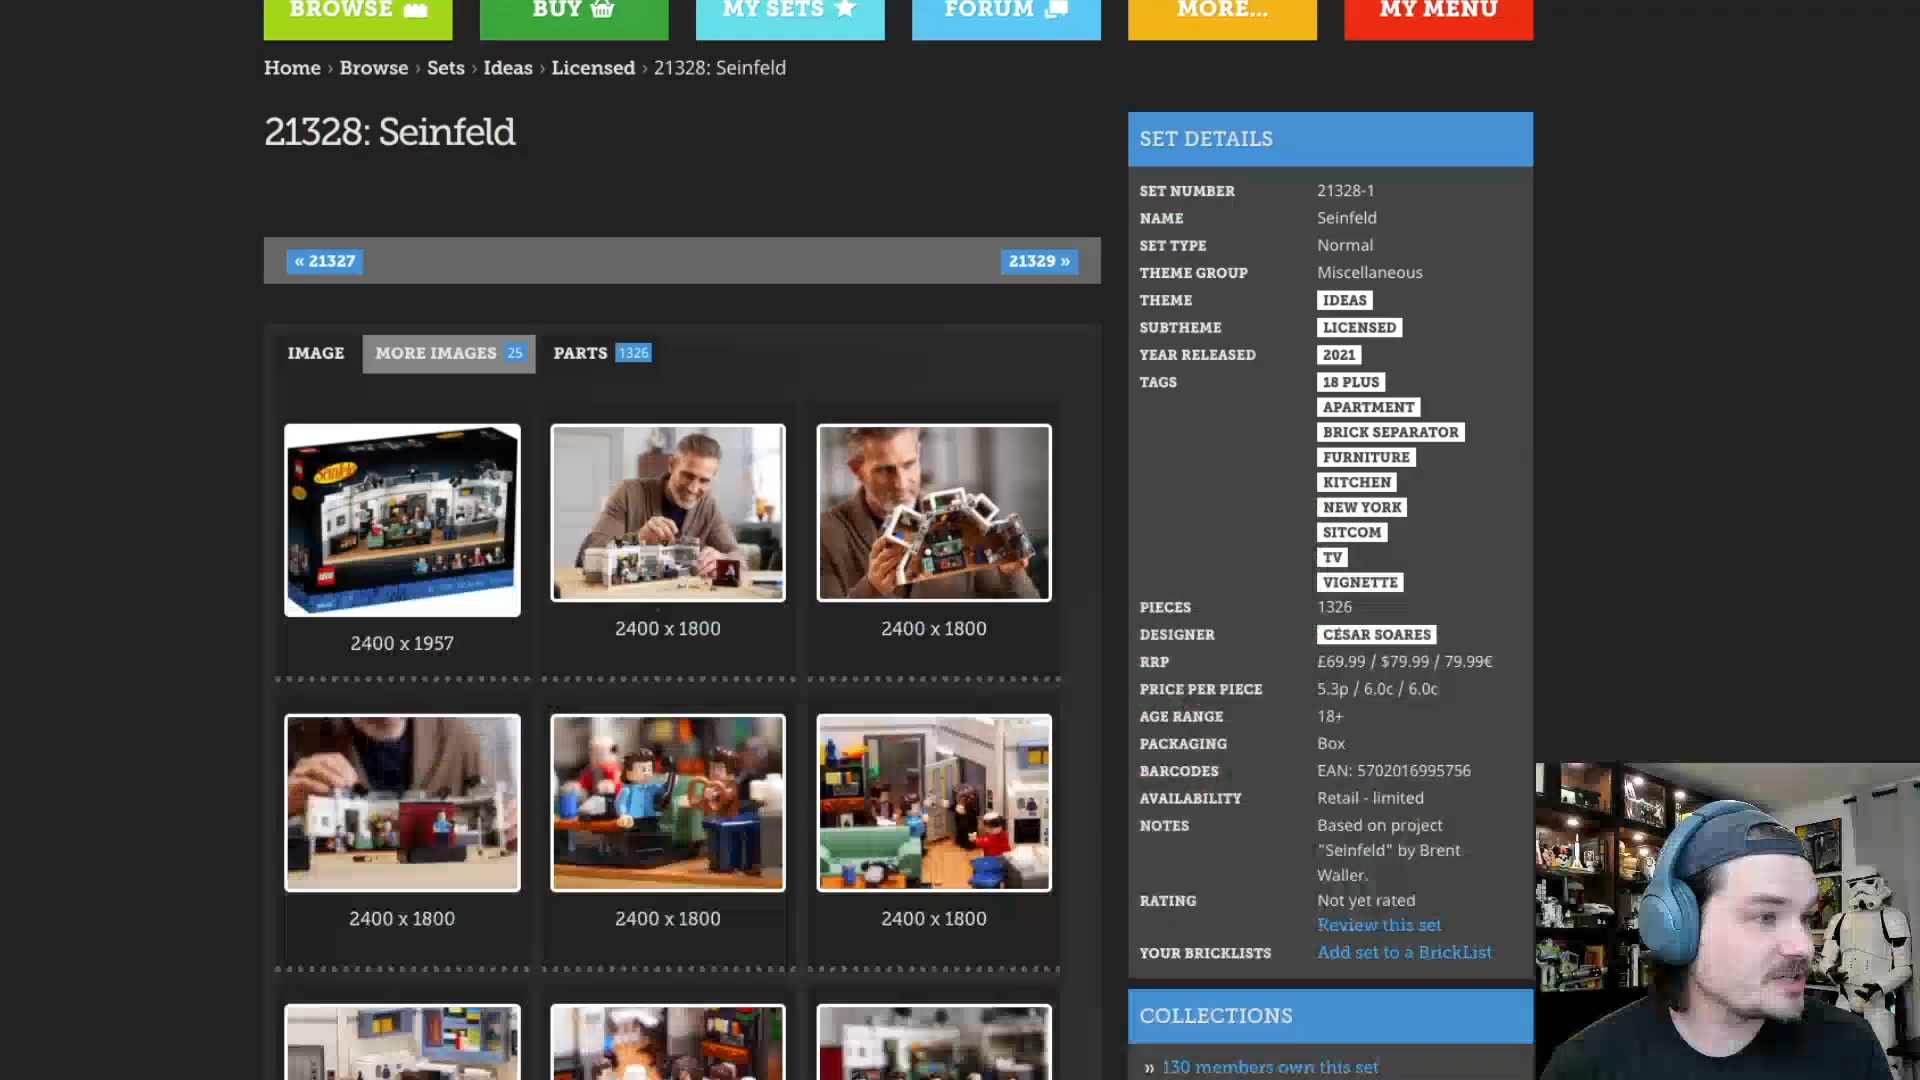 BROWSE
BUY
MY SETS
FORUM
MORE...
MY MENU
Home › Browse › Sets › Ideas › Licensed › 21328: Seinfeld
21328: Seinfeld
« 21327
21329 »
IMAGE
MORE IMAGES 25
PARTS 1326
Seinfeld
LEGO
2400 x 1957
2400 x 1800
2400 x 1800
2400 x 1800
2400 x 1800
2400 x 1800
SET DETAILS
SET NUMBER 21328-1
NAME Seinfeld
SET TYPE Normal
THEME GROUP Miscellaneous
THEME IDEAS
SUBTHEME LICENSED
YEAR RELEASED 2021
TAGS 18 PLUS
APARTMENT
BRICK SEPARATOR
FURNITURE
KITCHEN
NEW YORK
SITCOM
TV
VIGNETTE
PIECES 1326
DESIGNER CÉSAR SOARES
RRP £69.99 / $79.99 / 79.99€
PRICE PER PIECE 5.3p / 6.0c / 6.0c
AGE RANGE 18+
PACKAGING Box
BARCODES EAN: 5702016995756
AVAILABILITY Retail - limited
NOTES Based on project
"Seinfeld" by Brent
Waller.
RATING Not yet rated
Review this set
YOUR BRICKLISTS Add set to a BrickList
COLLECTIONS
» 130 members own this set